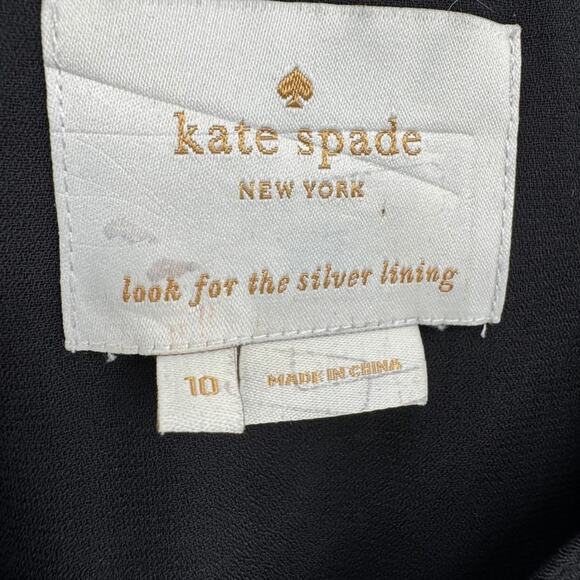 kate spade
NEW YORK
look for the silver lining
10
MADE IN CHINA